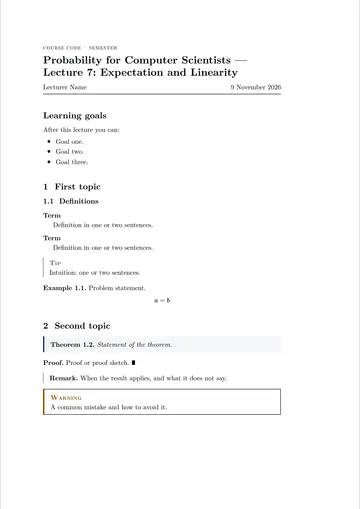 COURSE CODE · SEMESTER
Probability for Computer Scientists —
Lecture 7: Expectation and Linearity
Lecturer Name 9 November 2026
Learning goals
After this lecture you can:
• Goal one.
• Goal two.
• Goal three.
1 First topic
1.1 Definitions
Term
Definition in one or two sentences.
Term
Definition in one or two sentences.
Tip
Intuition: one or two sentences.
Example 1.1. Problem statement.
a = b
2 Second topic
Theorem 1.2. Statement of the theorem.
Proof. Proof or proof sketch. ∎
Remark. When the result applies, and what it does not say.
Warning
A common mistake and how to avoid it.